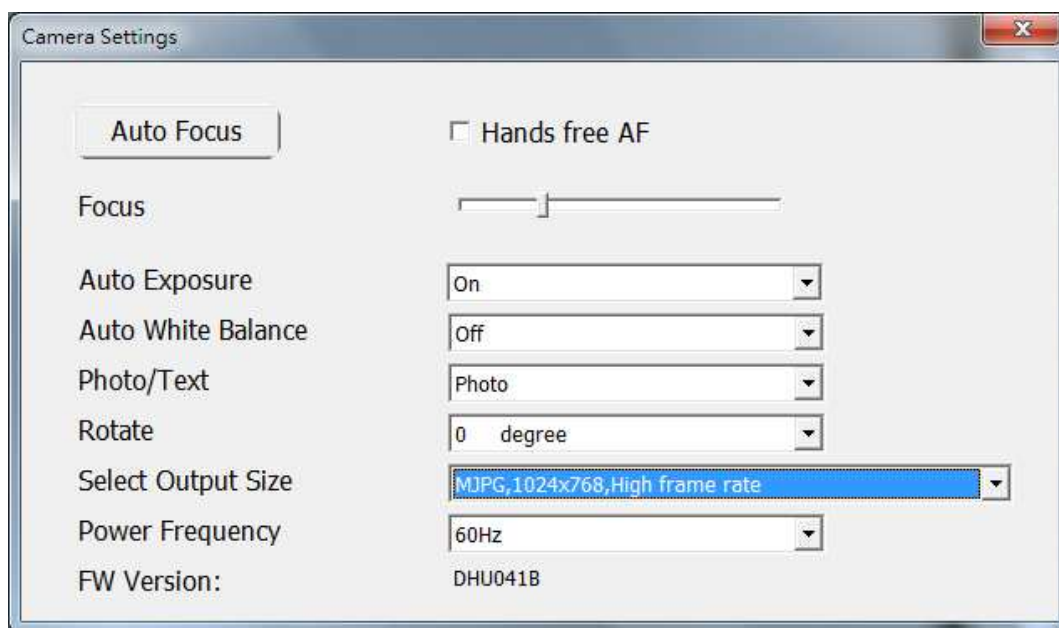 Camera Settings
Auto Focus
Hands free AF
Focus
Auto Exposure
On
Auto White Balance
Off
Photo/Text
Photo
Rotate
0 degree
Select Output Size
MJPG,1024x768,High frame rate
Power Frequency
60Hz
FW Version:
DHU041B